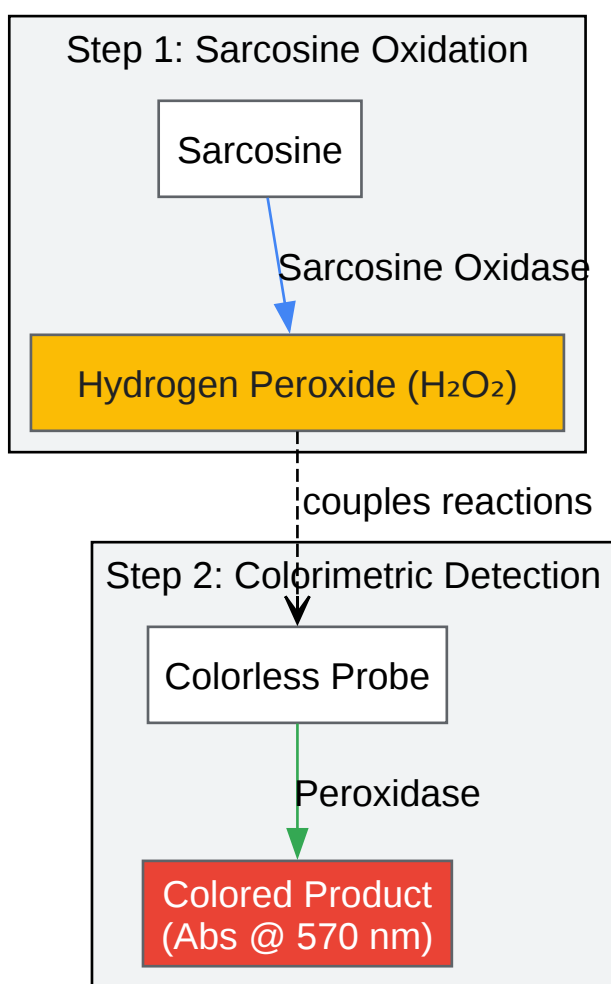 Step 1: Sarcosine Oxidation
Sarcosine
Sarcosine Oxidase
Hydrogen Peroxide (H₂O₂)
couples reactions
Step 2: Colorimetric Detection
Colorless Probe
Peroxidase
Colored Product
(Abs @ 570 nm)